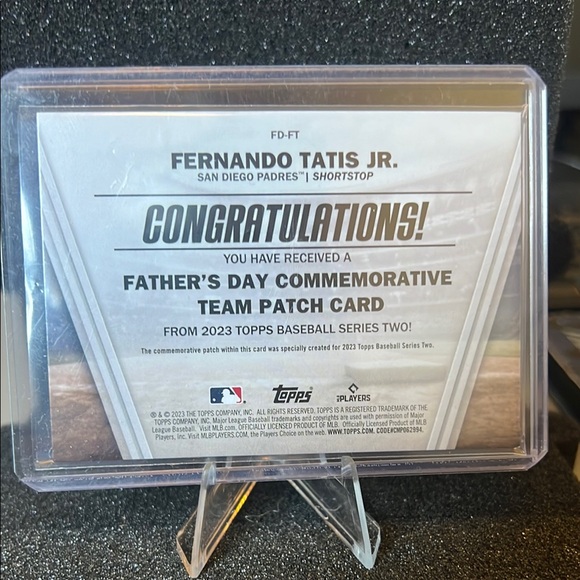 FD-FT
FERNANDO TATIS JR.
SAN DIEGO PADRES™ | SHORTSTOP
CONGRATULATIONS!
YOU HAVE RECEIVED A
FATHER'S DAY COMMEMORATIVE
TEAM PATCH CARD
FROM 2023 TOPPS BASEBALL SERIES TWO!
The commemorative patch within this card was specially created for 2023 Topps Baseball Series Two.
Topps
PLAYERS
® & © 2023 THE TOPPS COMPANY, INC. ALL RIGHTS RESERVED. TOPPS IS A REGISTERED TRADEMARK OF THE
TOPPS COMPANY, INC. Major League Baseball trademarks and copyrights are used with permission of Major
League Baseball. Visit MLB.com. OFFICIALLY LICENSED PRODUCT OF MLB. Officially Licensed Product of MLB
Players, Inc. Visit MLBPLAYERS.com, the Players Choice on the web. WWW.TOPPS.COM. CODE#CMP062994.